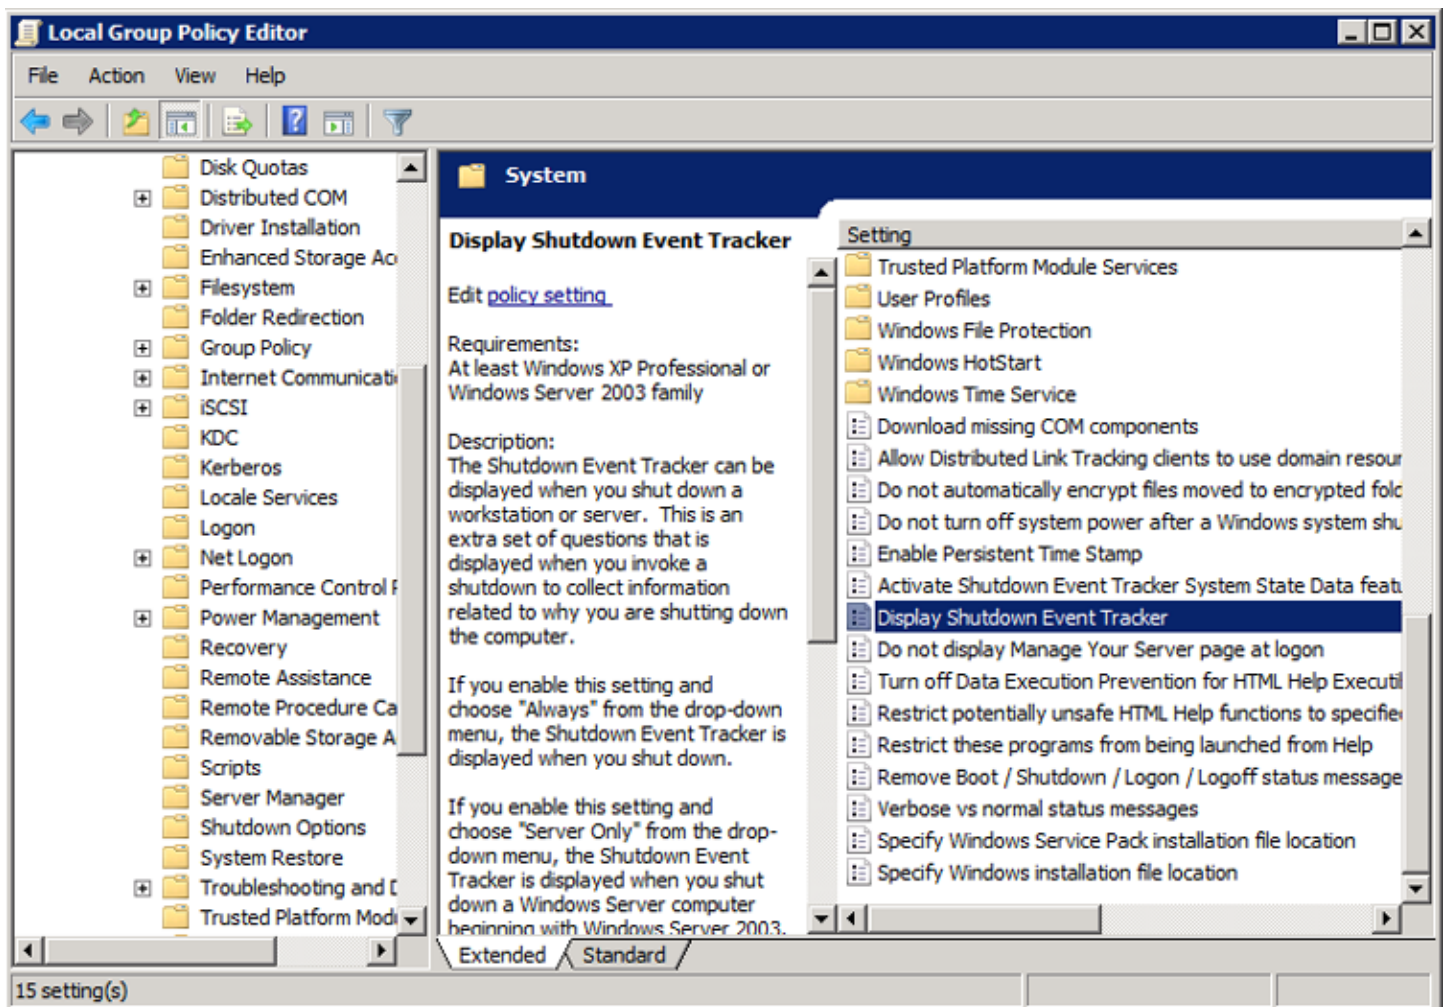 Local Group Policy Editor
File Action View Help
Disk Quotas
Distributed COM
Driver Installation
Enhanced Storage Ac
Filesystem
Folder Redirection
Group Policy
Internet Communicati
iSCSI
KDC
Kerberos
Locale Services
Logon
Net Logon
Performance Control P
Power Management
Recovery
Remote Assistance
Remote Procedure Ca
Removable Storage A
Scripts
Server Manager
Shutdown Options
System Restore
Troubleshooting and D
Trusted Platform Modu
System
Display Shutdown Event Tracker
Edit policy setting
Requirements:
At least Windows XP Professional or
Windows Server 2003 family
Description:
The Shutdown Event Tracker can be
displayed when you shut down a
workstation or server. This is an
extra set of questions that is
displayed when you invoke a
shutdown to collect information
related to why you are shutting down
the computer.
If you enable this setting and
choose "Always" from the drop-down
menu, the Shutdown Event Tracker is
displayed when you shut down.
If you enable this setting and
choose "Server Only" from the drop-
down menu, the Shutdown Event
Tracker is displayed when you shut
down a Windows Server computer
beginning with Windows Server 2003.
Setting
Trusted Platform Module Services
User Profiles
Windows File Protection
Windows HotStart
Windows Time Service
Download missing COM components
Allow Distributed Link Tracking clients to use domain resour
Do not automatically encrypt files moved to encrypted fold
Do not turn off system power after a Windows system shu
Enable Persistent Time Stamp
Activate Shutdown Event Tracker System State Data featu
Display Shutdown Event Tracker
Do not display Manage Your Server page at logon
Turn off Data Execution Prevention for HTML Help Executil
Restrict potentially unsafe HTML Help functions to specifie
Restrict these programs from being launched from Help
Remove Boot / Shutdown / Logon / Logoff status message
Verbose vs normal status messages
Specify Windows Service Pack installation file location
Specify Windows installation file location
Extended Standard
15 setting(s)